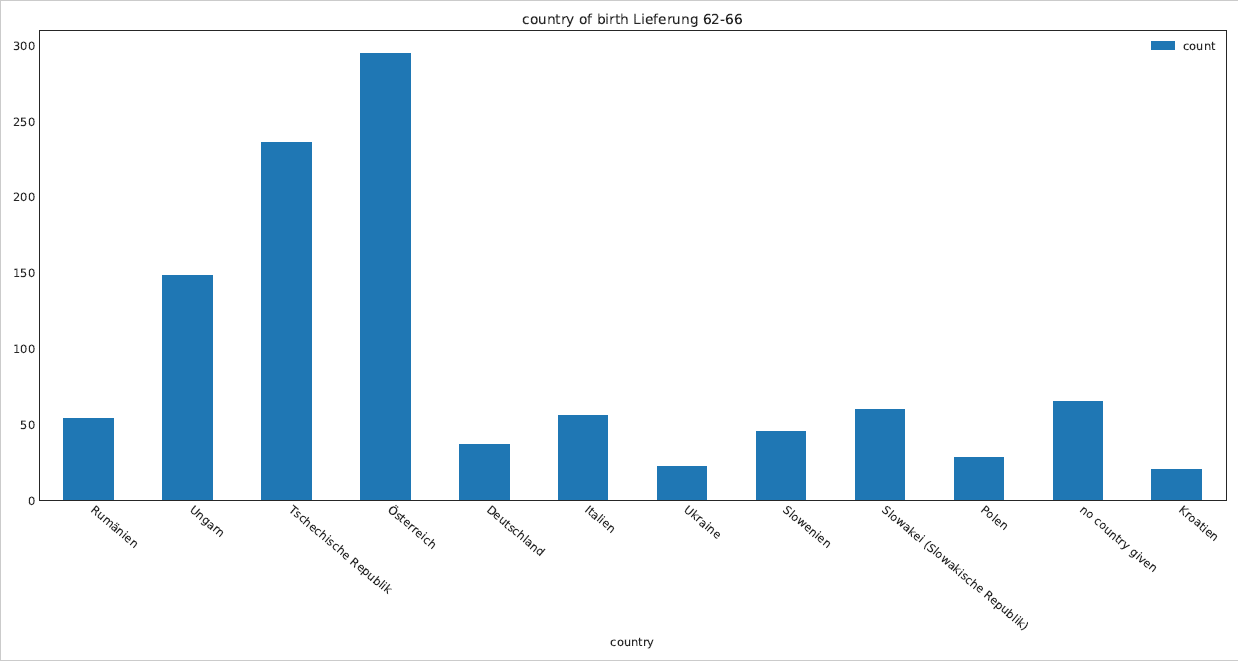 country of birth Lieferung 62-66
count
300
250
200
150
100
50
0
Rumänien
Ungarn
Tschechische Republik
Österreich
Deutschland
Italien
Ukraine
Slowenien
Slowakei (Slowakische Republik)
Polen
no country given
Kroatien
country